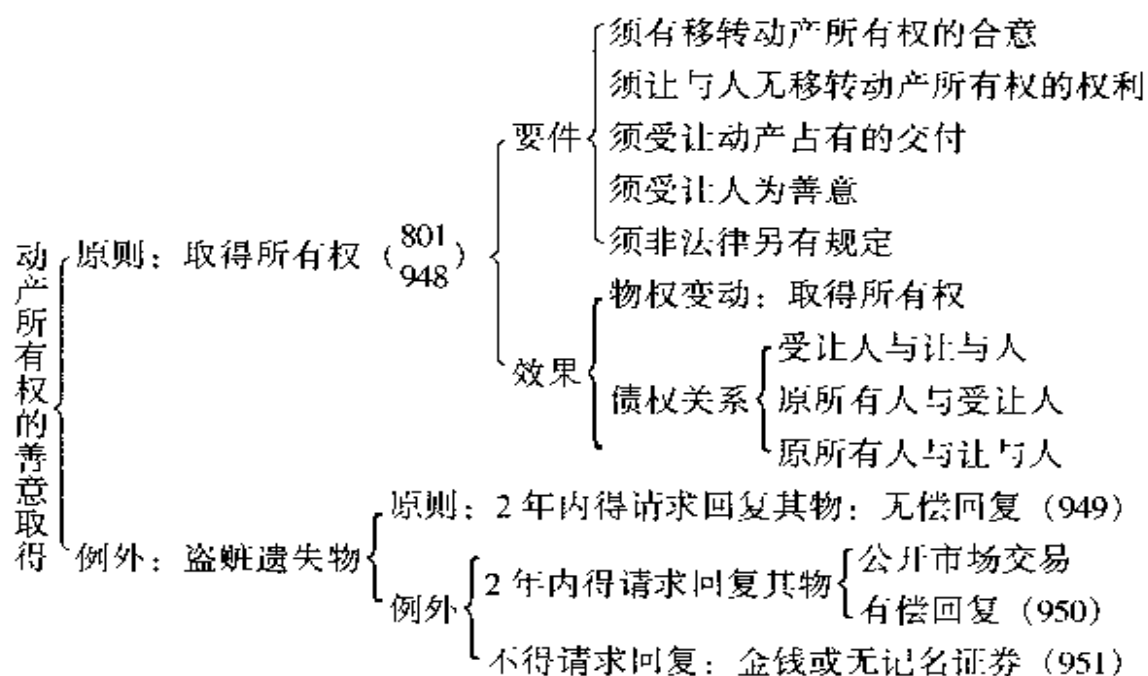 动产所有权的善意取得
原则：取得所有权（801 948）
要件
须有移转动产所有权的合意
须让与人无移转动产所有权的权利
须受让动产占有的交付
须受让人为善意
须非法律另有规定
效果
物权变动：取得所有权
债权关系
受让人与让与人
原所有人与受让人
原所有人与让与人
例外：盗赃遗失物
原则：2年内得请求回复其物：无偿回复（949）
例外
2年内得请求回复其物
公开市场交易
有偿回复（950）
不得请求回复：金钱或无记名证券（951）